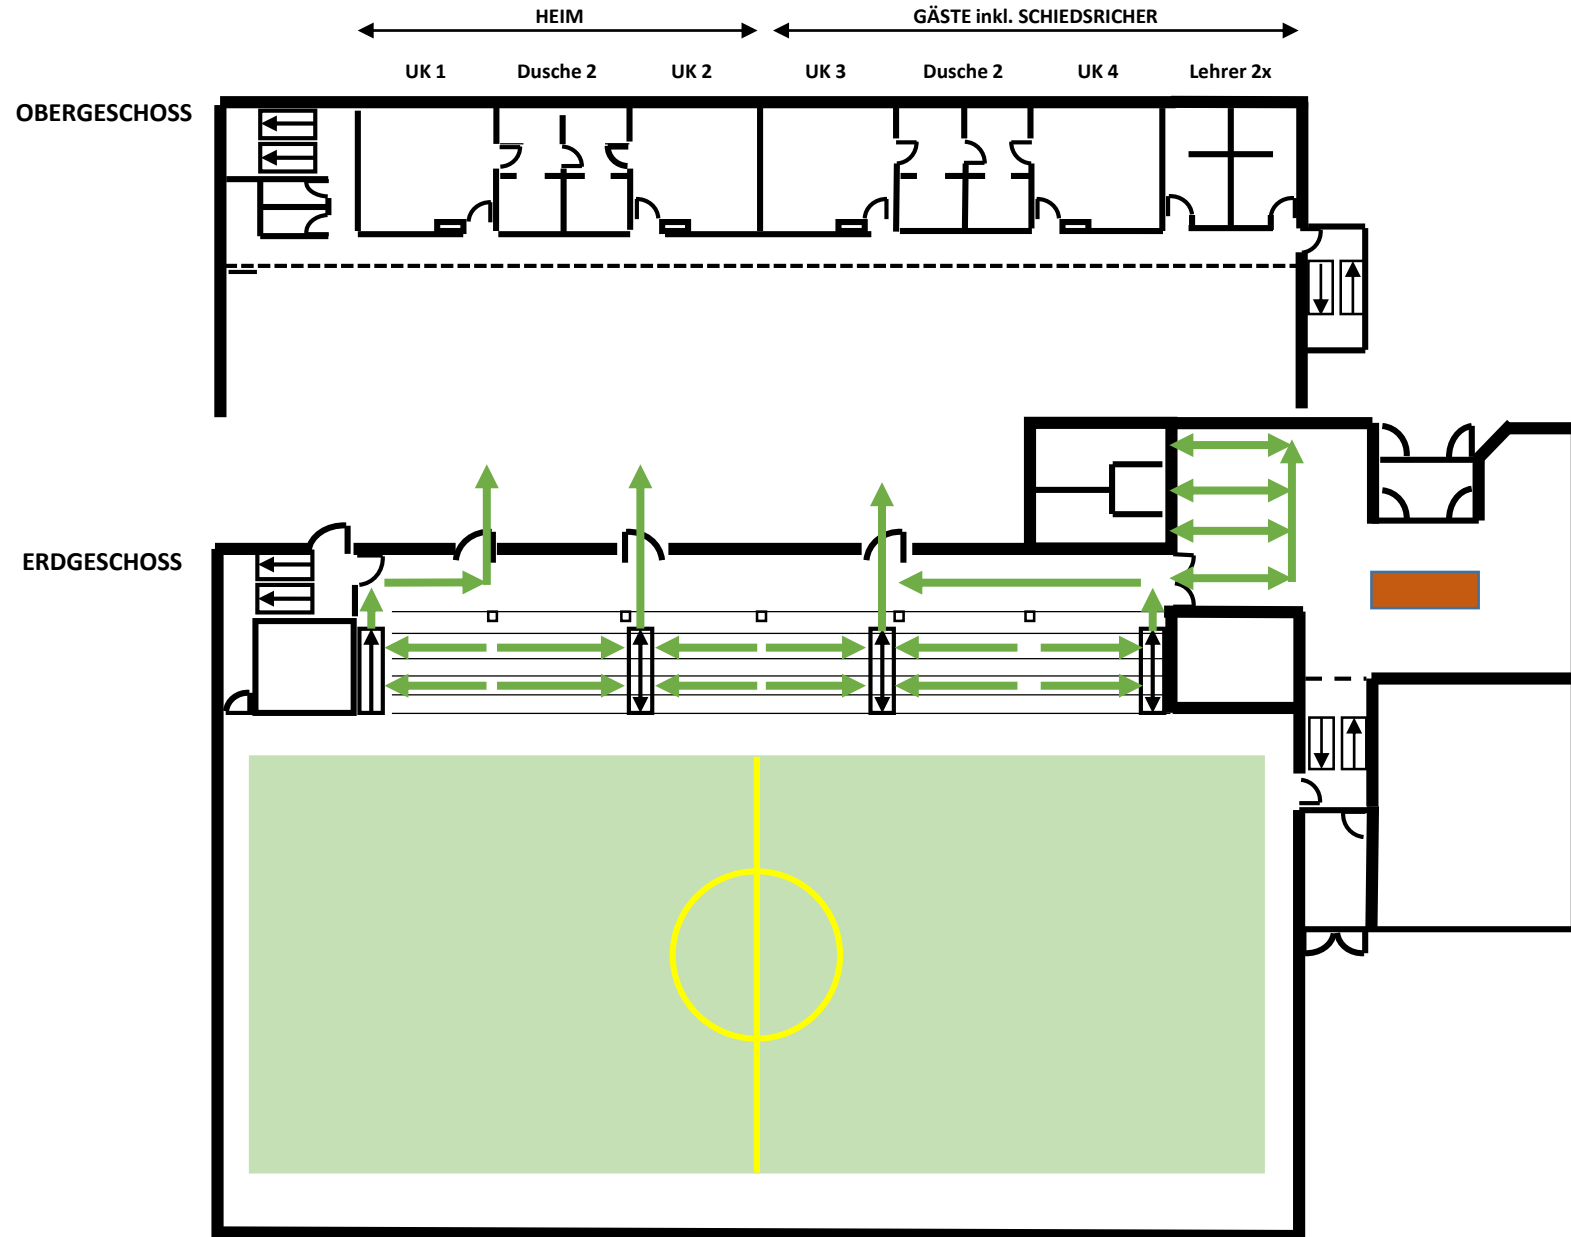 HEIM
GÄSTE inkl. SCHIEDSRICHER
UK 1
Dusche 2
UK 2
UK 3
Dusche 2
UK 4
Lehrer 2x
OBERGESCHOSS
ERDGESCHOSS